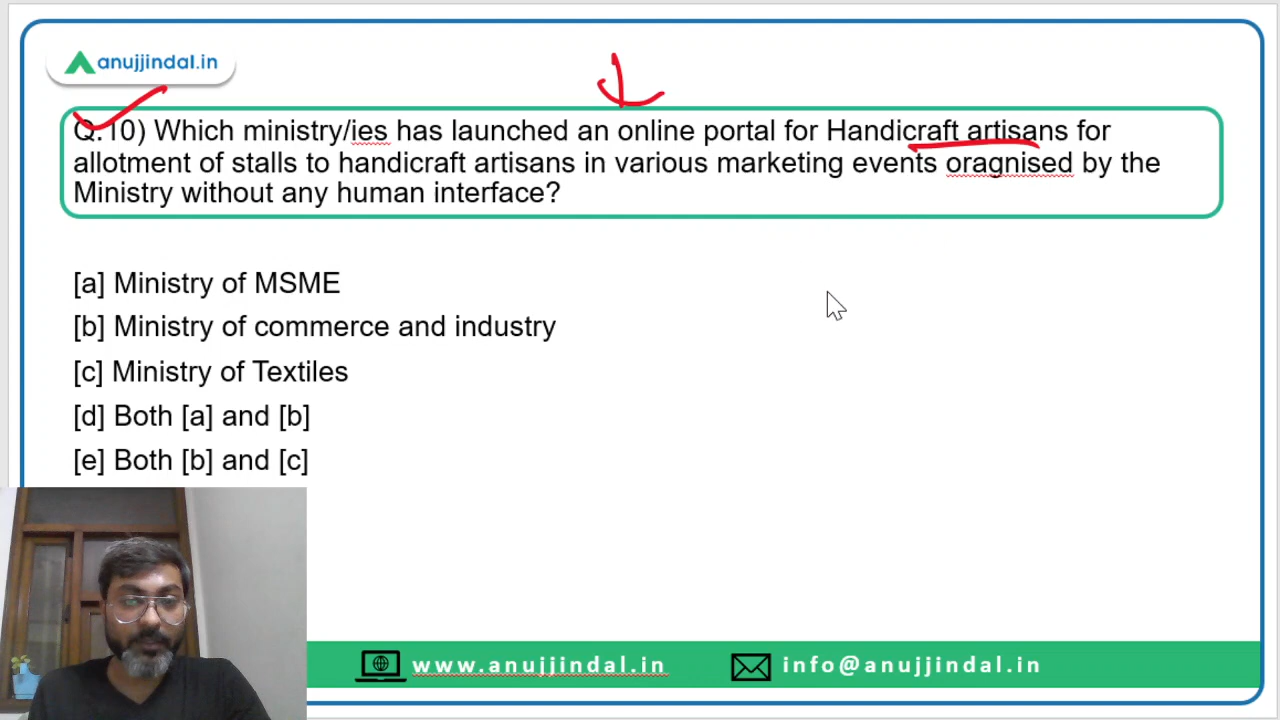 anujjindal.in
Q.10) Which ministry/ies has launched an online portal for Handicraft artisans for
allotment of stalls to handicraft artisans in various marketing events oragnised by the
Ministry without any human interface?
[a] Ministry of MSME
[b] Ministry of commerce and industry
[c] Ministry of Textiles
[d] Both [a] and [b]
[e] Both [b] and [c]
www.anujjindal.in
info@anujjindal.in